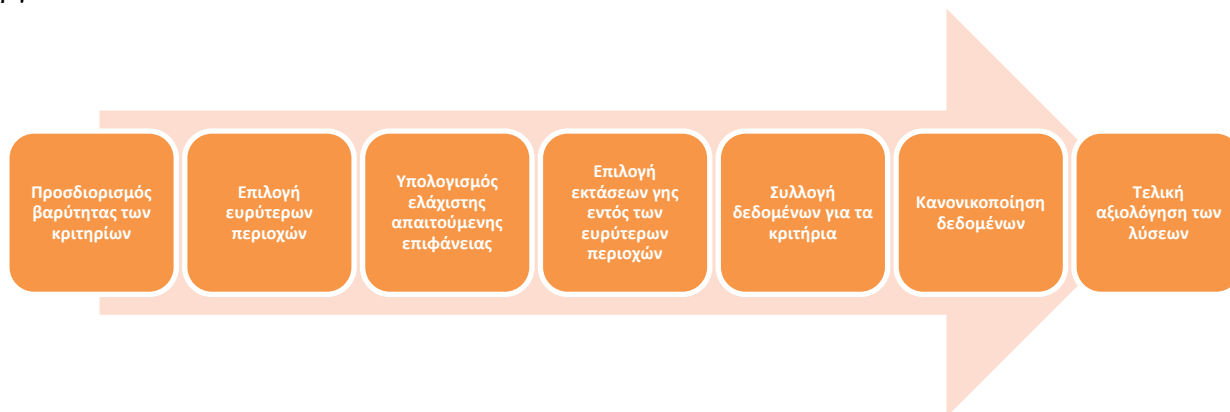 Προσδιορισμός
βαρύτητας των
κριτηρίων
Επιλογή
ευρύτερων
περιοχών
Υπολογισμός
ελάχιστης
απαιτούμενης
επιφάνειας
Επιλογή
εκτάσεων γης
εντός των
ευρύτερων
περιοχών
Συλλογή
δεδομένων για τα
κριτήρια
Κανονικοποίηση
δεδομένων
Τελική
αξιολόγηση των
λύσεων